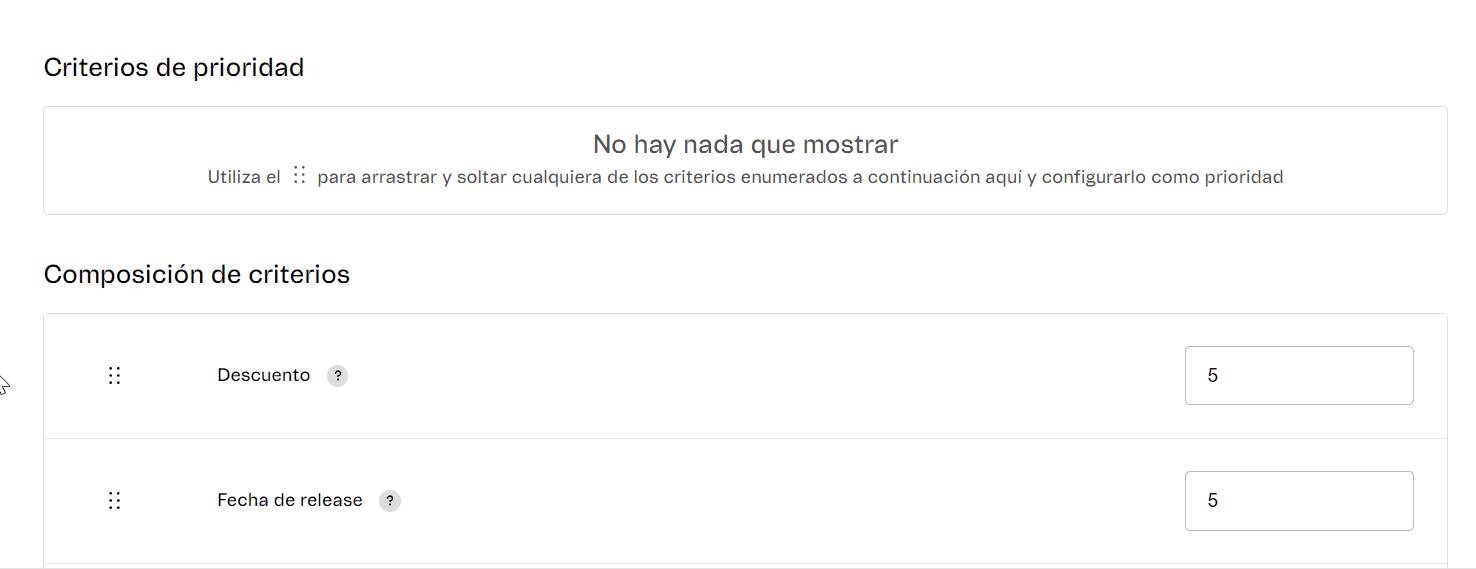 Criterios de prioridad
No hay nada que mostrar
Utiliza el para arrastrar y soltar cualquiera de los criterios enumerados a continuación aquí y configurarlo como prioridad
Composición de criterios
Descuento ? 5
Fecha de release ? 5